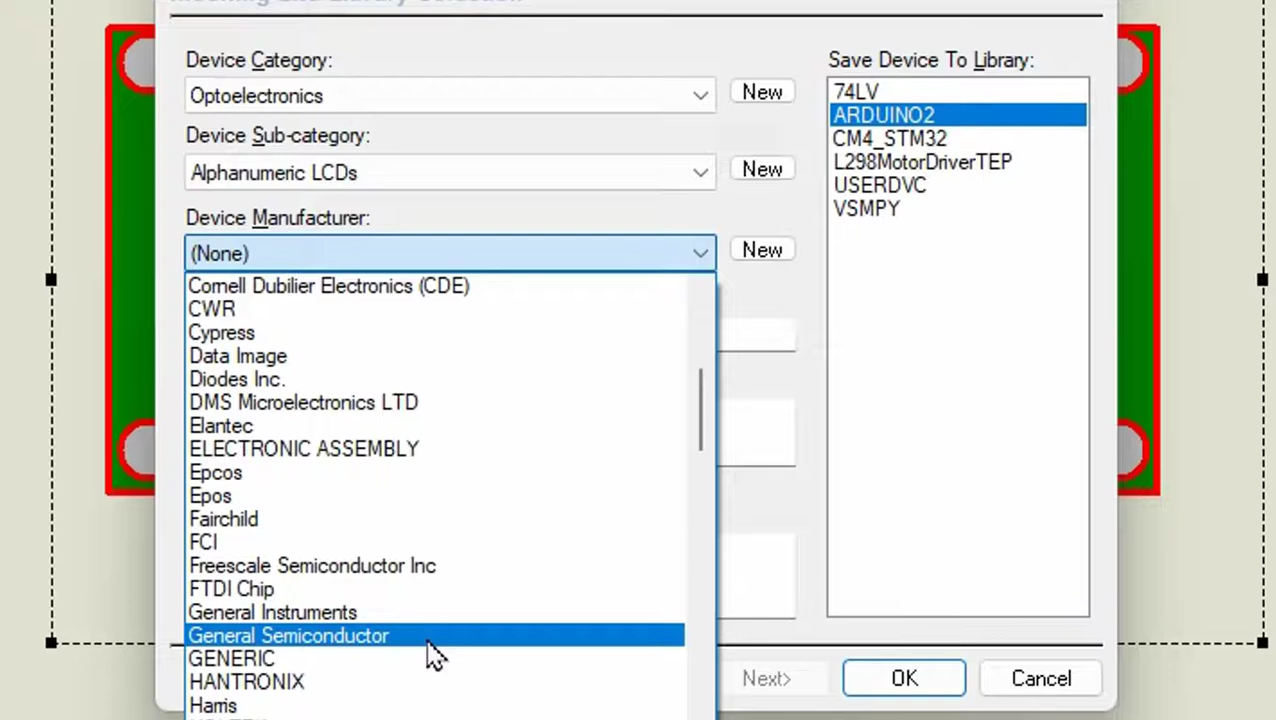 Device Category:
Optoelectronics
New
Device Sub-category:
Alphanumeric LCDs
New
Device Manufacturer:
(None)
New
Cornell Dubilier Electronics (CDE)
CWR
Cypress
Data Image
Diodes Inc.
DMS Microelectronics LTD
Elantec
ELECTRONIC ASSEMBLY
Epcos
Epos
Fairchild
FCI
Freescale Semiconductor Inc
FTDI Chip
General Instruments
General Semiconductor
GENERIC
HANTRONIX
Harris
Save Device To Library:
74LV
ARDUINO2
CM4_STM32
L298MotorDriverTEP
USERDVC
VSMPY
Next>
OK
Cancel